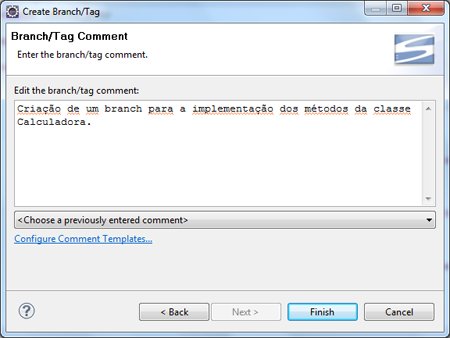 Create Branch/Tag
Branch/Tag Comment
Enter the branch/tag comment.
Edit the branch/tag comment:
Criação de um branch para a implementação dos métodos da classe
Calculadora.
<Choose a previously entered comment>
Configure Comment Templates...
?
< Back
Next >
Finish
Cancel